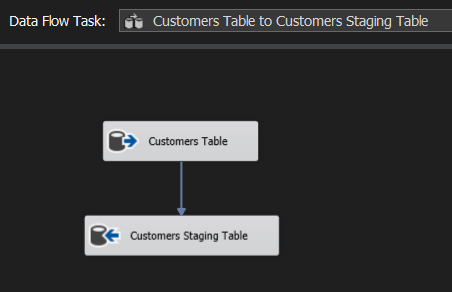 Data Flow Task: Customers Table to Customers Staging Table
Customers Table
Customers Staging Table